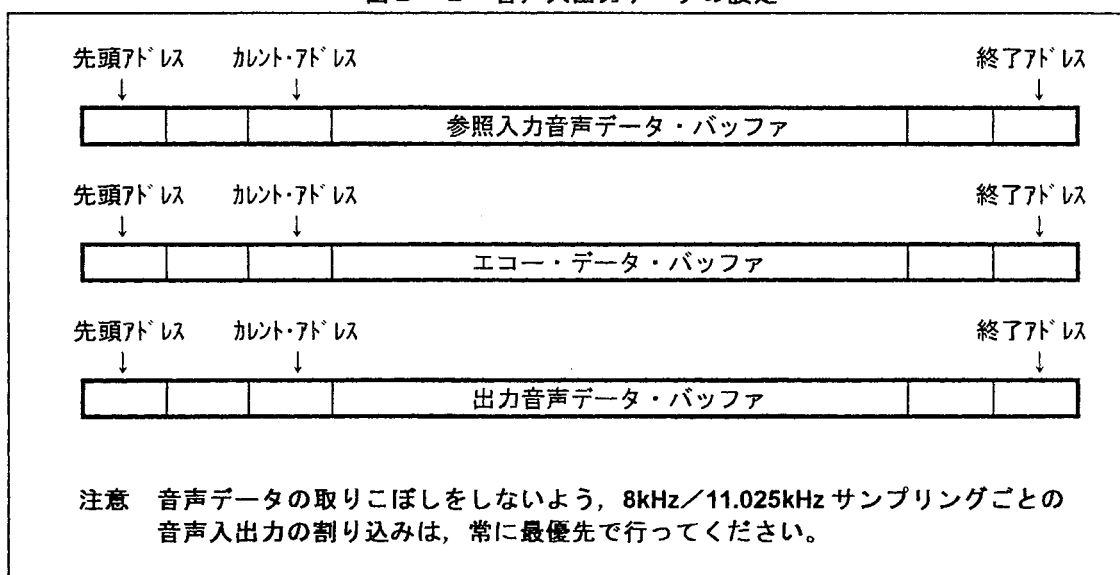 先頭ｱﾄﾞﾚｽ ｶﾚﾝﾄ･ｱﾄﾞﾚｽ 終了ｱﾄﾞﾚｽ
↓ ↓ ↓
参照入力音声データ・バッファ
先頭ｱﾄﾞﾚｽ ｶﾚﾝﾄ･ｱﾄﾞﾚｽ 終了ｱﾄﾞﾚｽ
↓ ↓ ↓
エコー・データ・バッファ
先頭ｱﾄﾞﾚｽ ｶﾚﾝﾄ･ｱﾄﾞﾚｽ 終了ｱﾄﾞﾚｽ
↓ ↓ ↓
出力音声データ・バッファ
注意 音声データの取りこぼしをしないよう，8kHz／11.025kHz サンプリングごとの
音声入出力の割り込みは，常に最優先で行ってください。